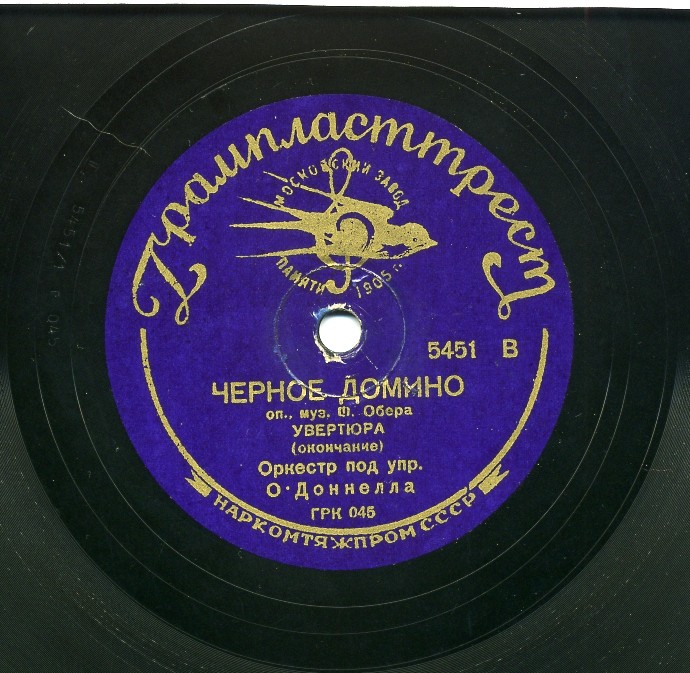 Грампласттрест
МОСКОВСКИЙ ЗАВОД
ПАМЯТИ 1905 г.
5451 В
ЧЕРНОЕ ДОМИНО
оп., муз. Ф. Обера
УВЕРТЮРА
(окончание)
Оркестр под упр.
О·Доннелла
ГРК 045
НАРКОМТЯЖПРОМ СССР